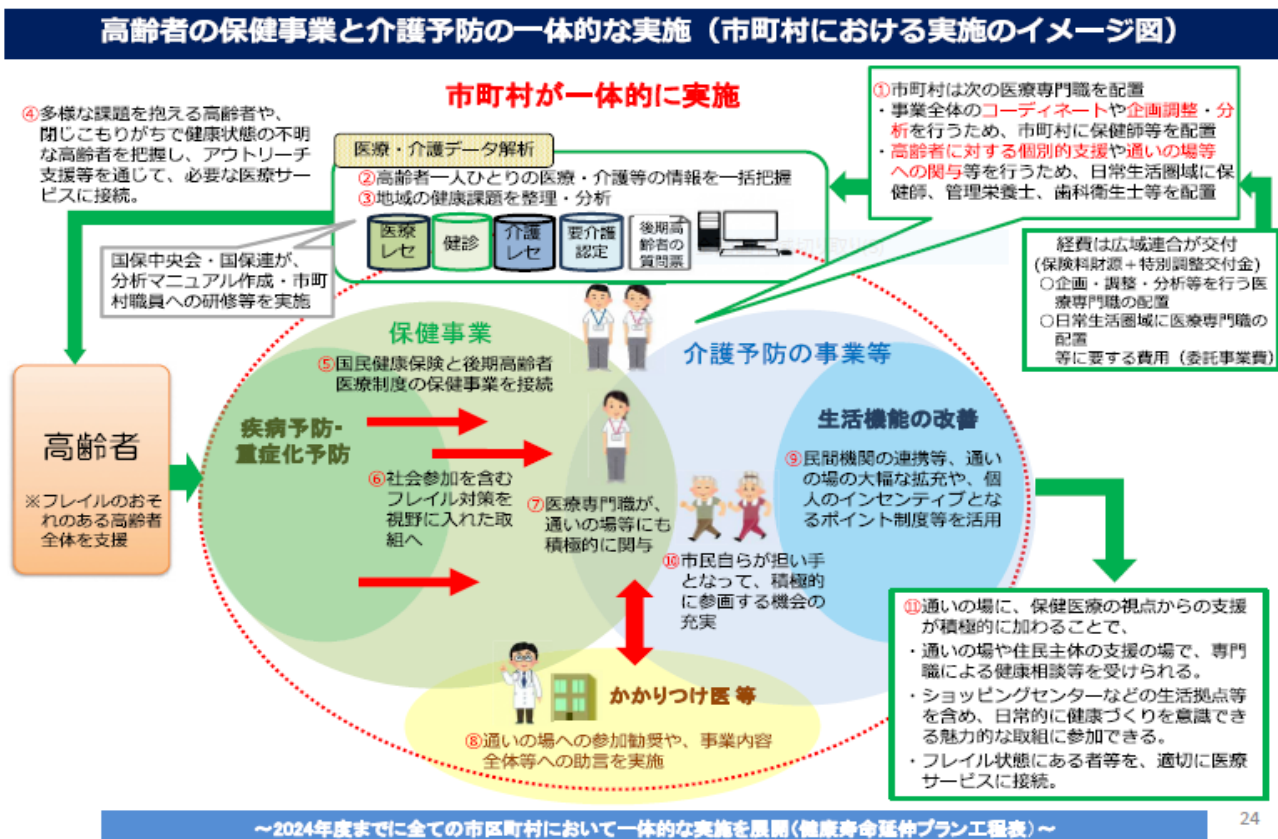 高齢者の保健事業と介護予防の一体的な実施（市町村における実施のイメージ図）
市町村が一体的に実施
④多様な課題を抱える高齢者や、
閉じこもりがちで健康状態の不明
な高齢者を把握し、アウトリーチ
支援等を通じて、必要な医療サー
ビスに接続。
医療・介護データ解析
②高齢者一人ひとりの医療・介護等の情報を一括把握
③地域の健康課題を整理・分析
医療
レセ
健診
介護
レセ
要介護
認定
後期高
齢者の
質問票
①市町村は次の医療専門職を配置
・事業全体のコーディネートや企画調整・分
析を行うため、市町村に保健師等を配置
・高齢者に対する個別的支援や通いの場等
への関与等を行うため、日常生活圏域に保
健師、管理栄養士、歯科衛生士等を配置
国保中央会・国保連が、
分析マニュアル作成・市町
村職員への研修等を実施
経費は広域連合が交付
(保険料財源＋特別調整交付金)
○企画・調整・分析等を行う医
療専門職の配置
○日常生活圏域に医療専門職の
配置
等に要する費用（委託事業費）
保健事業
⑤国民健康保険と後期高齢者
医療制度の保健事業を接続
介護予防の事業等
高齢者
※フレイルのおそ
れのある高齢者
全体を支援
疾病予防・
重症化予防
⑥社会参加を含む
フレイル対策を
視野に入れた取
組へ
⑦医療専門職が、
通いの場等にも
積極的に関与
生活機能の改善
⑨民間機関の連携等、通い
の場の大幅な拡充や、個
人のインセンティブとな
るポイント制度等を活用
⑩市民自らが担い手
となって、積極的
に参画する機会の
充実
かかりつけ医 等
⑧通いの場への参加勧奨や、事業内容
全体等への助言を実施
⑪通いの場に、保健医療の視点からの支援
が積極的に加わることで、
・通いの場や住民主体の支援の場で、専門
職による健康相談等を受けられる。
・ショッピングセンターなどの生活拠点等
を含め、日常的に健康づくりを意識でき
る魅力的な取組に参加できる。
・フレイル状態にある者等を、適切に医療
サービスに接続。
～2024年度までに全ての市区町村において一体的な実施を展開（健康寿命延伸プラン工程表）～
24